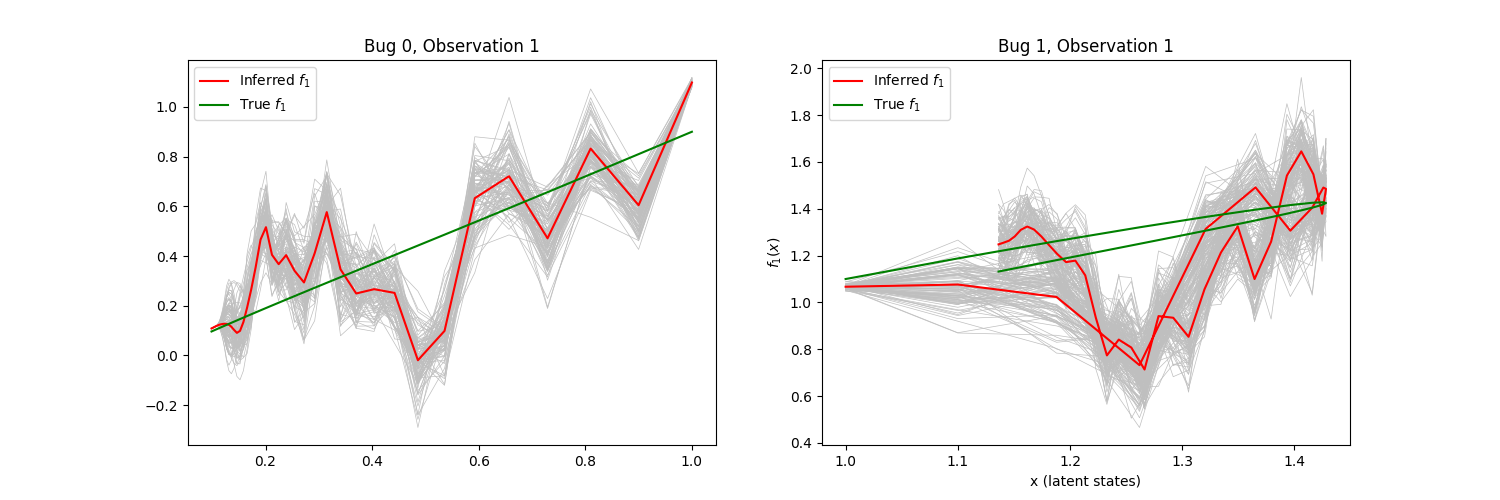 Bug 0, Observation 1
Inferred f₁
True f₁
1.0
0.8
0.6
0.4
0.2
0.0
−0.2
0.2 0.4 0.6 0.8 1.0
Bug 1, Observation 1
Inferred f₁
True f₁
f₁(x)
2.0
1.8
1.6
1.4
1.2
1.0
0.8
0.6
0.4
1.0 1.1 1.2 1.3 1.4
x (latent states)